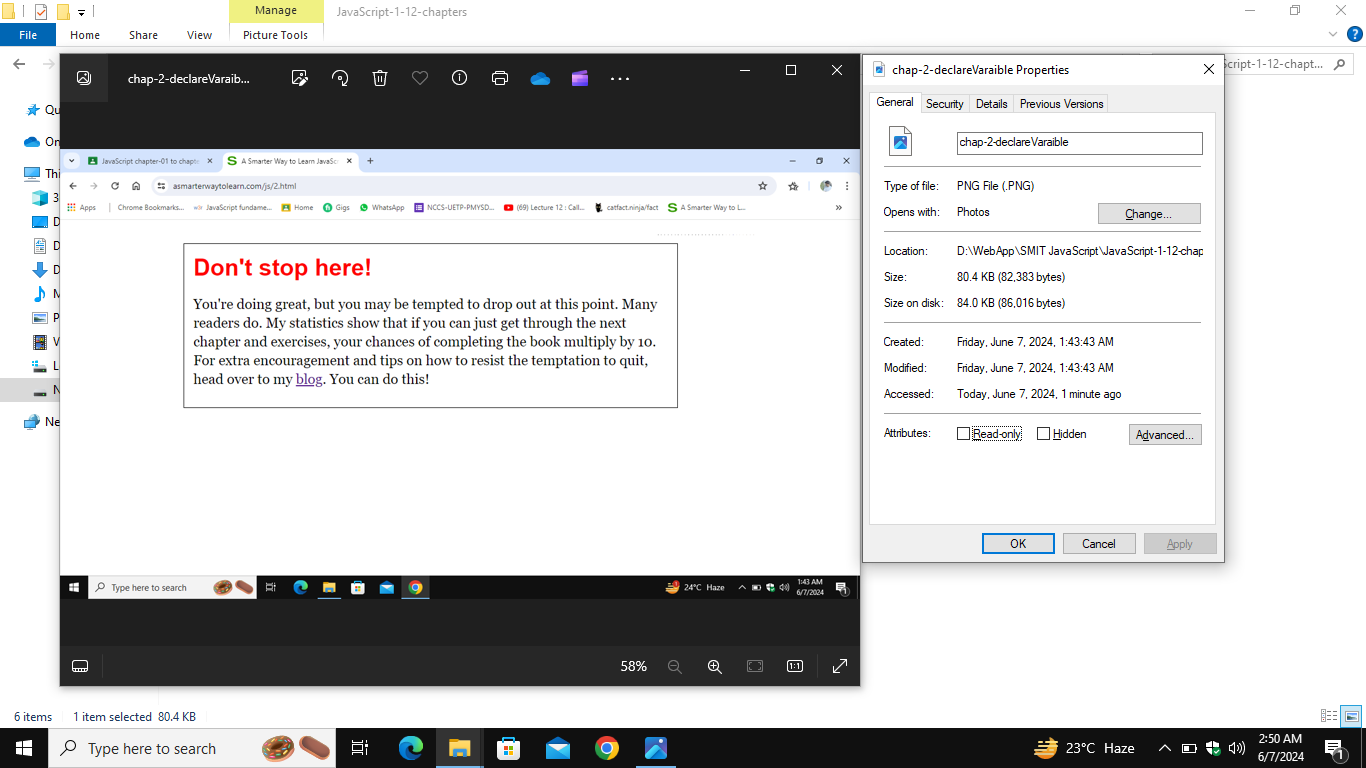 Manage
JavaScript-1-12-chapters
File
Home
Share
View
Picture Tools
cript-1-12-chapt...
Qu
On
Thi
3
D
D
D
M
P
V
L
N
Ne
chap-2-declareVaraib...
JavaScript chapter-01 to chapte
A Smarter Way to Learn JavaSc
asmarterwaytolearn.com/js/2.html
Apps
Chrome Bookmarks...
JavaScript fundame...
Home
Gigs
WhatsApp
NCCS-UETP-PMYSD...
(69) Lecture 12 : Call...
catfact.ninja/fact
A Smarter Way to L...
Don't stop here!
You're doing great, but you may be tempted to drop out at this point. Many
readers do. My statistics show that if you can just get through the next
chapter and exercises, your chances of completing the book multiply by 10.
For extra encouragement and tips on how to resist the temptation to quit,
head over to my blog. You can do this!
Type here to search
24°C Haze
1:43 AM
6/7/2024
58%
1:1
chap-2-declareVaraible Properties
General
Security
Details
Previous Versions
chap-2-declareVaraible
Type of file: PNG File (.PNG)
Opens with: Photos
Change...
Location: D:\WebApp\SMIT JavaScript\JavaScript-1-12-chap
Size: 80.4 KB (82,383 bytes)
Size on disk: 84.0 KB (86,016 bytes)
Created: Friday, June 7, 2024, 1:43:43 AM
Modified: Friday, June 7, 2024, 1:43:43 AM
Accessed: Today, June 7, 2024, 1 minute ago
Attributes: Read-only Hidden
Advanced...
OK
Cancel
Apply
6 items
1 item selected 80.4 KB
Type here to search
23°C Haze
2:50 AM
6/7/2024
1